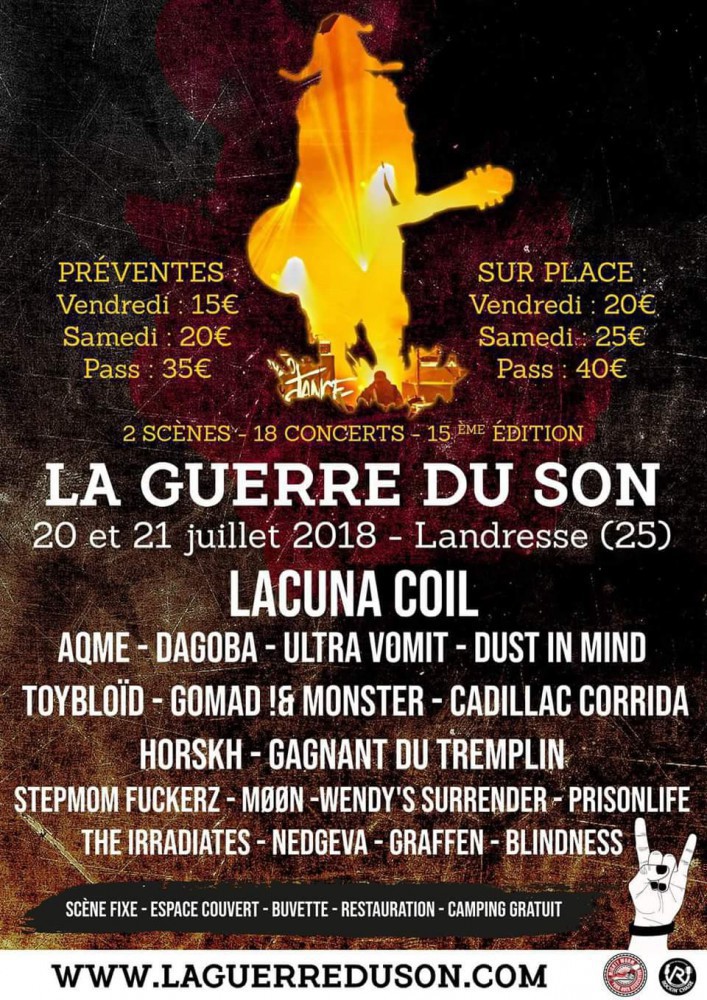 PRÉVENTES :
Vendredi : 15€
Samedi : 20€
Pass : 35€
SUR PLACE :
Vendredi : 20€
Samedi : 25€
Pass : 40€
2 SCÈNES - 18 CONCERTS - 15 ÈME ÉDITION
LA GUERRE DU SON
20 et 21 juillet 2018 - Landresse (25)
LACUNA COIL
AQME - DAGOBA - ULTRA VOMIT - DUST IN MIND
TOYBLOÏD - GOMAD !& MONSTER - CADILLAC CORRIDA
HORSKH - GAGNANT DU TREMPLIN
STEPMOM FUCKERZ - MØØN -WENDY'S SURRENDER - PRISONLIFE
THE IRRADIATES - NEDGEVA - GRAFFEN - BLINDNESS
SCÈNE FIXE - ESPACE COUVERT - BUVETTE - RESTAURATION - CAMPING GRATUIT
WWW.LAGUERREDUSON.COM